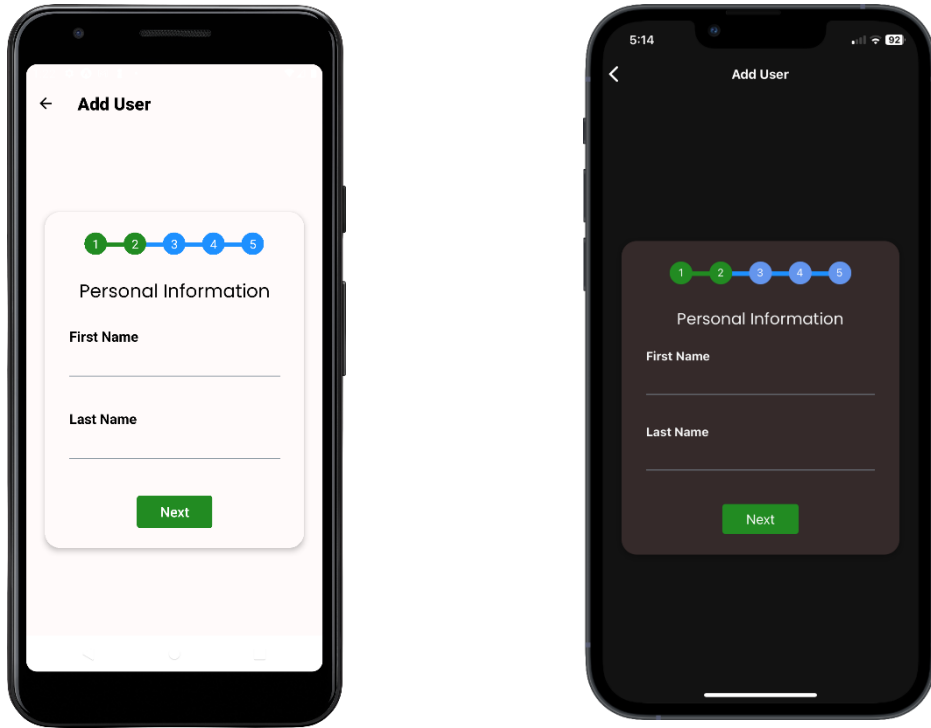 Add User
1 2 3 4 5
Personal Information
First Name
Last Name
Next
5:14
92
Add User
1 2 3 4 5
Personal Information
First Name
Last Name
Next